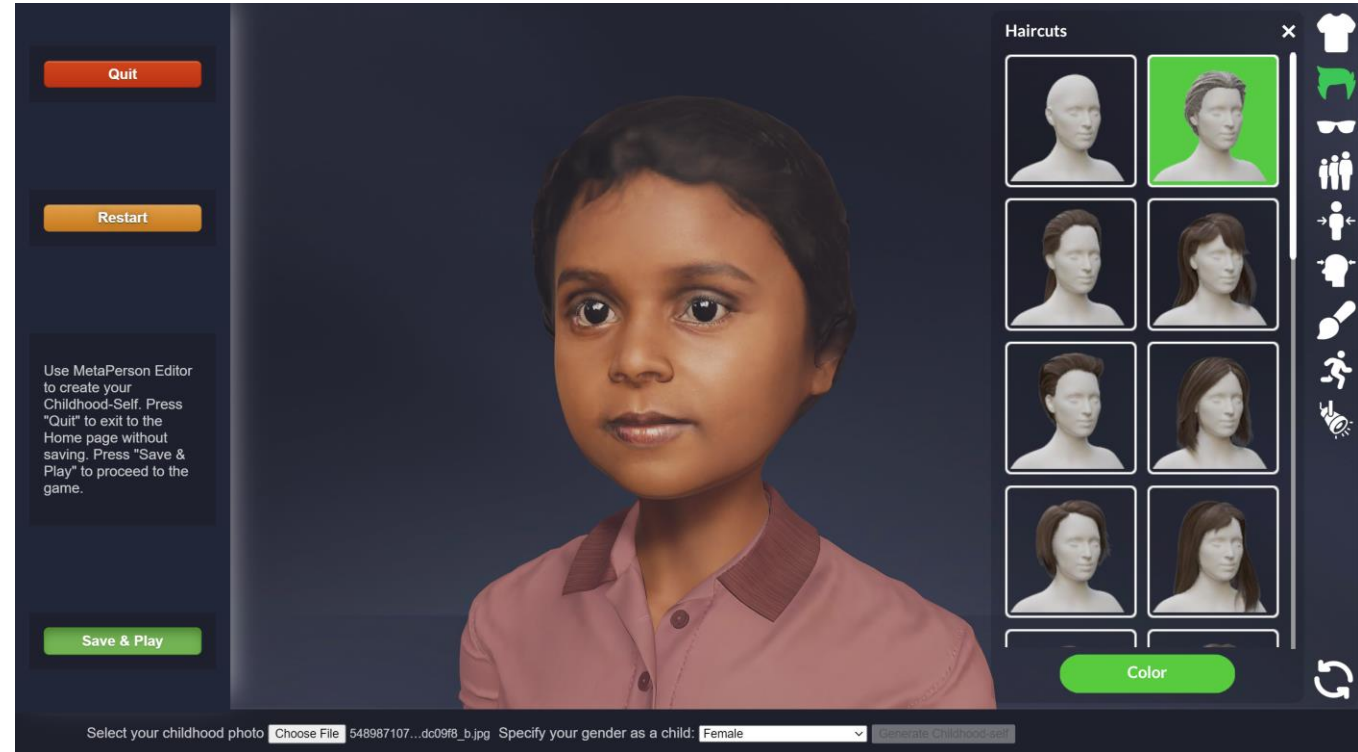 Quit
Restart
Use MetaPerson Editor
to create your
Childhood-Self. Press
"Quit" to exit to the
Home page without
saving. Press "Save &
Play" to proceed to the
game.
Save & Play
Haircuts
Color
Select your childhood photo Choose File 548987107...dc09f8_b.jpg Specify your gender as a child: Female Generate Childhood-self